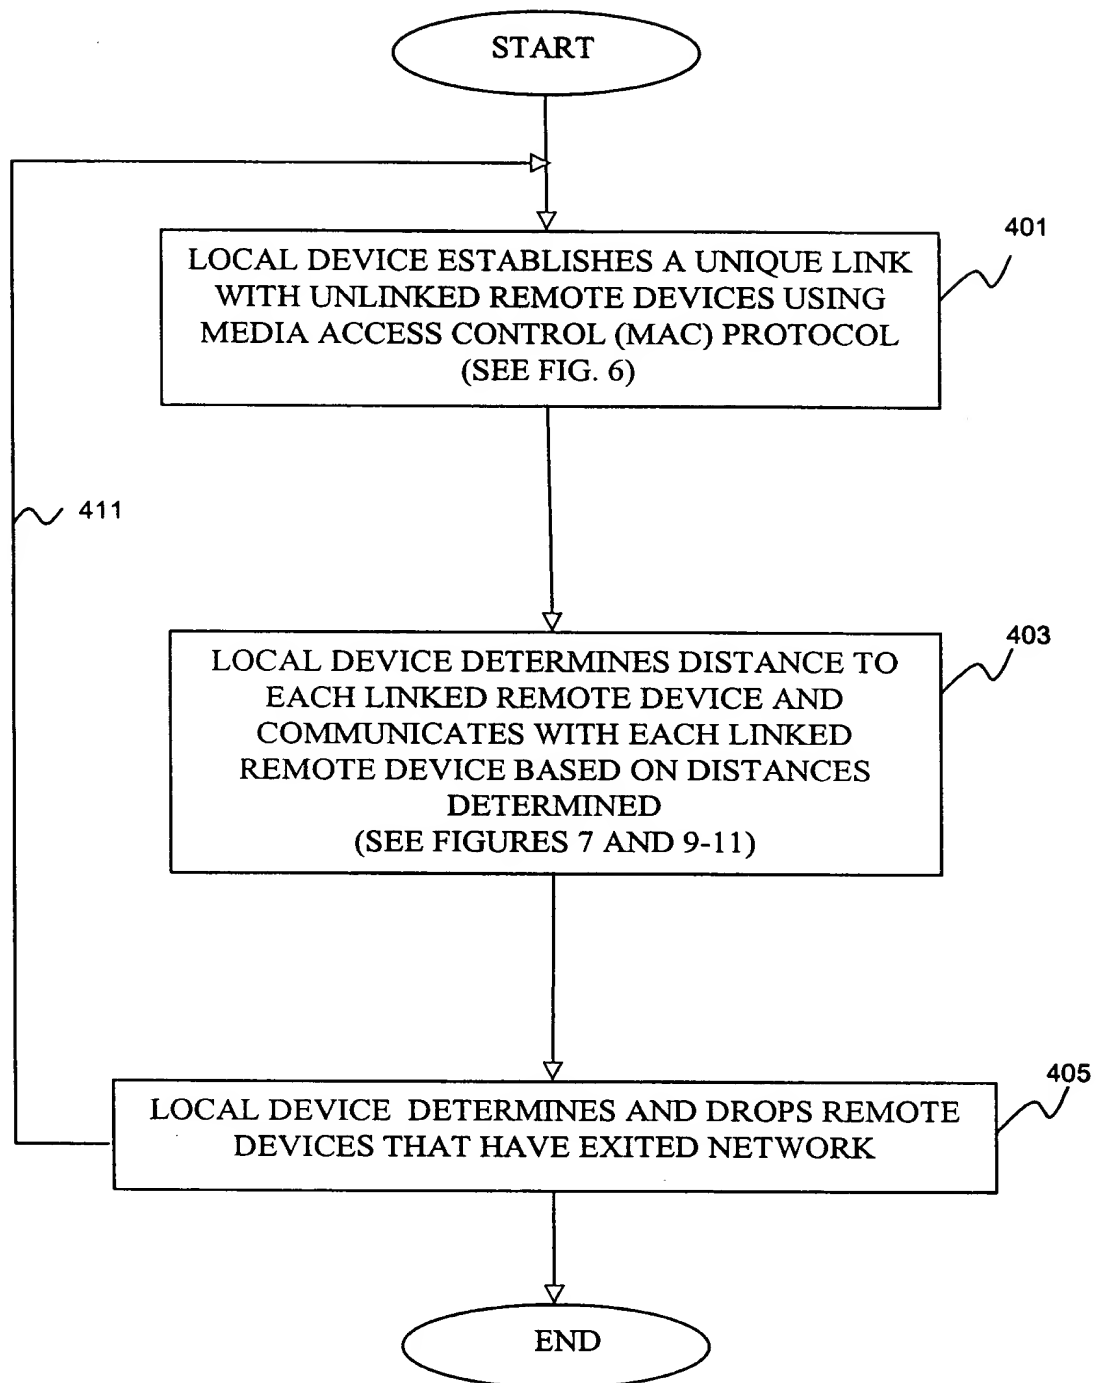 START
401
LOCAL DEVICE ESTABLISHES A UNIQUE LINK
WITH UNLINKED REMOTE DEVICES USING
MEDIA ACCESS CONTROL (MAC) PROTOCOL
(SEE FIG. 6)
411
403
LOCAL DEVICE DETERMINES DISTANCE TO
EACH LINKED REMOTE DEVICE AND
COMMUNICATES WITH EACH LINKED
REMOTE DEVICE BASED ON DISTANCES
DETERMINED
(SEE FIGURES 7 AND 9-11)
405
LOCAL DEVICE DETERMINES AND DROPS REMOTE
DEVICES THAT HAVE EXITED NETWORK
END